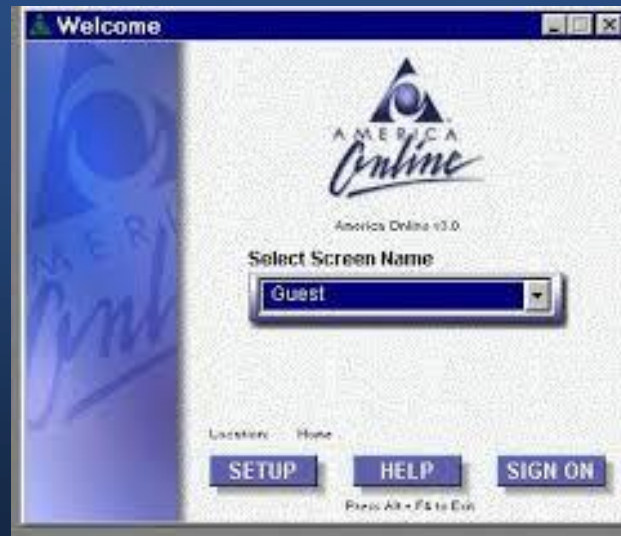 Welcome
AMERICA
Online
America Online v3.0
Select Screen Name
Guest
Location: Home
SETUP HELP SIGN ON
Press Alt + F4 to Exit